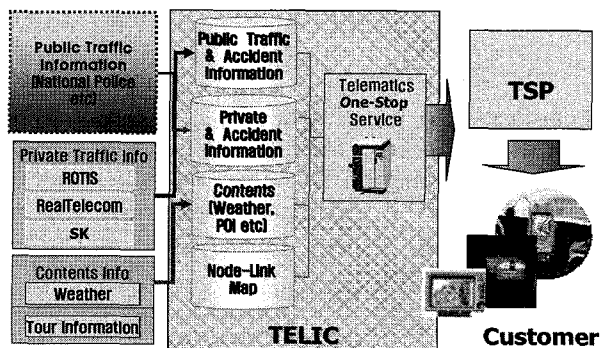 Public Traffic
Information
(National Police
etc)
Private Traffic Info
ROTIS
RealTelecom
SK
Contents Info
Weather
Tour Information
Public Traffic
& Accident
Information
Private
& Accident
Information
Contents
(Weather,
POI etc)
Node-Link
Map
Telematics
One-Stop
Service
TELIC
TSP
Customer